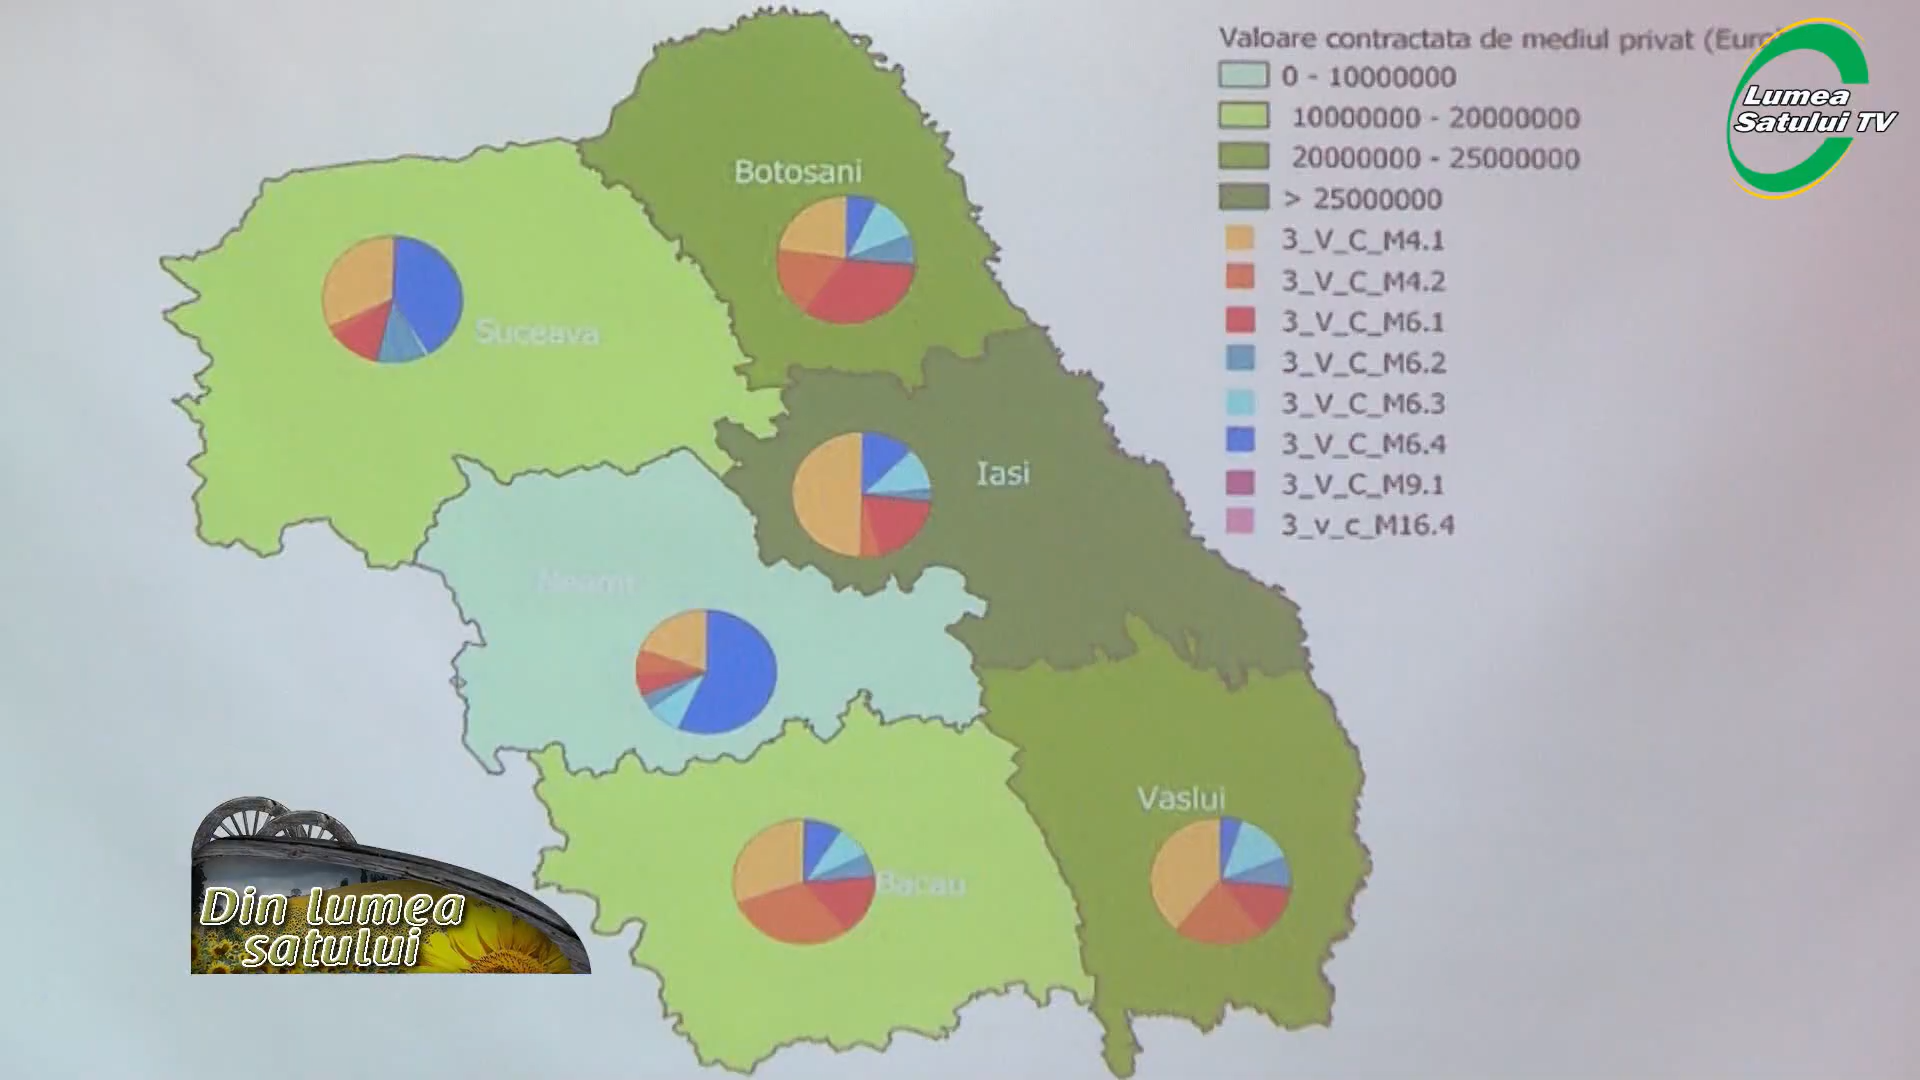 Valoare contractata de mediul privat
0 - 10000000
10000000 - 20000000
20000000 - 25000000
> 25000000
3_V_C_M4.1
3_V_C_M4.2
3_V_C_M6.1
3_V_C_M6.2
3_V_C_M6.3
3_V_C_M6.4
3_V_C_M9.1
3_v_c_M16.4
Lumea
Satului TV
Botosani
Suceava
Iasi
Neamt
Vaslui
Bacau
Din lumea
satului